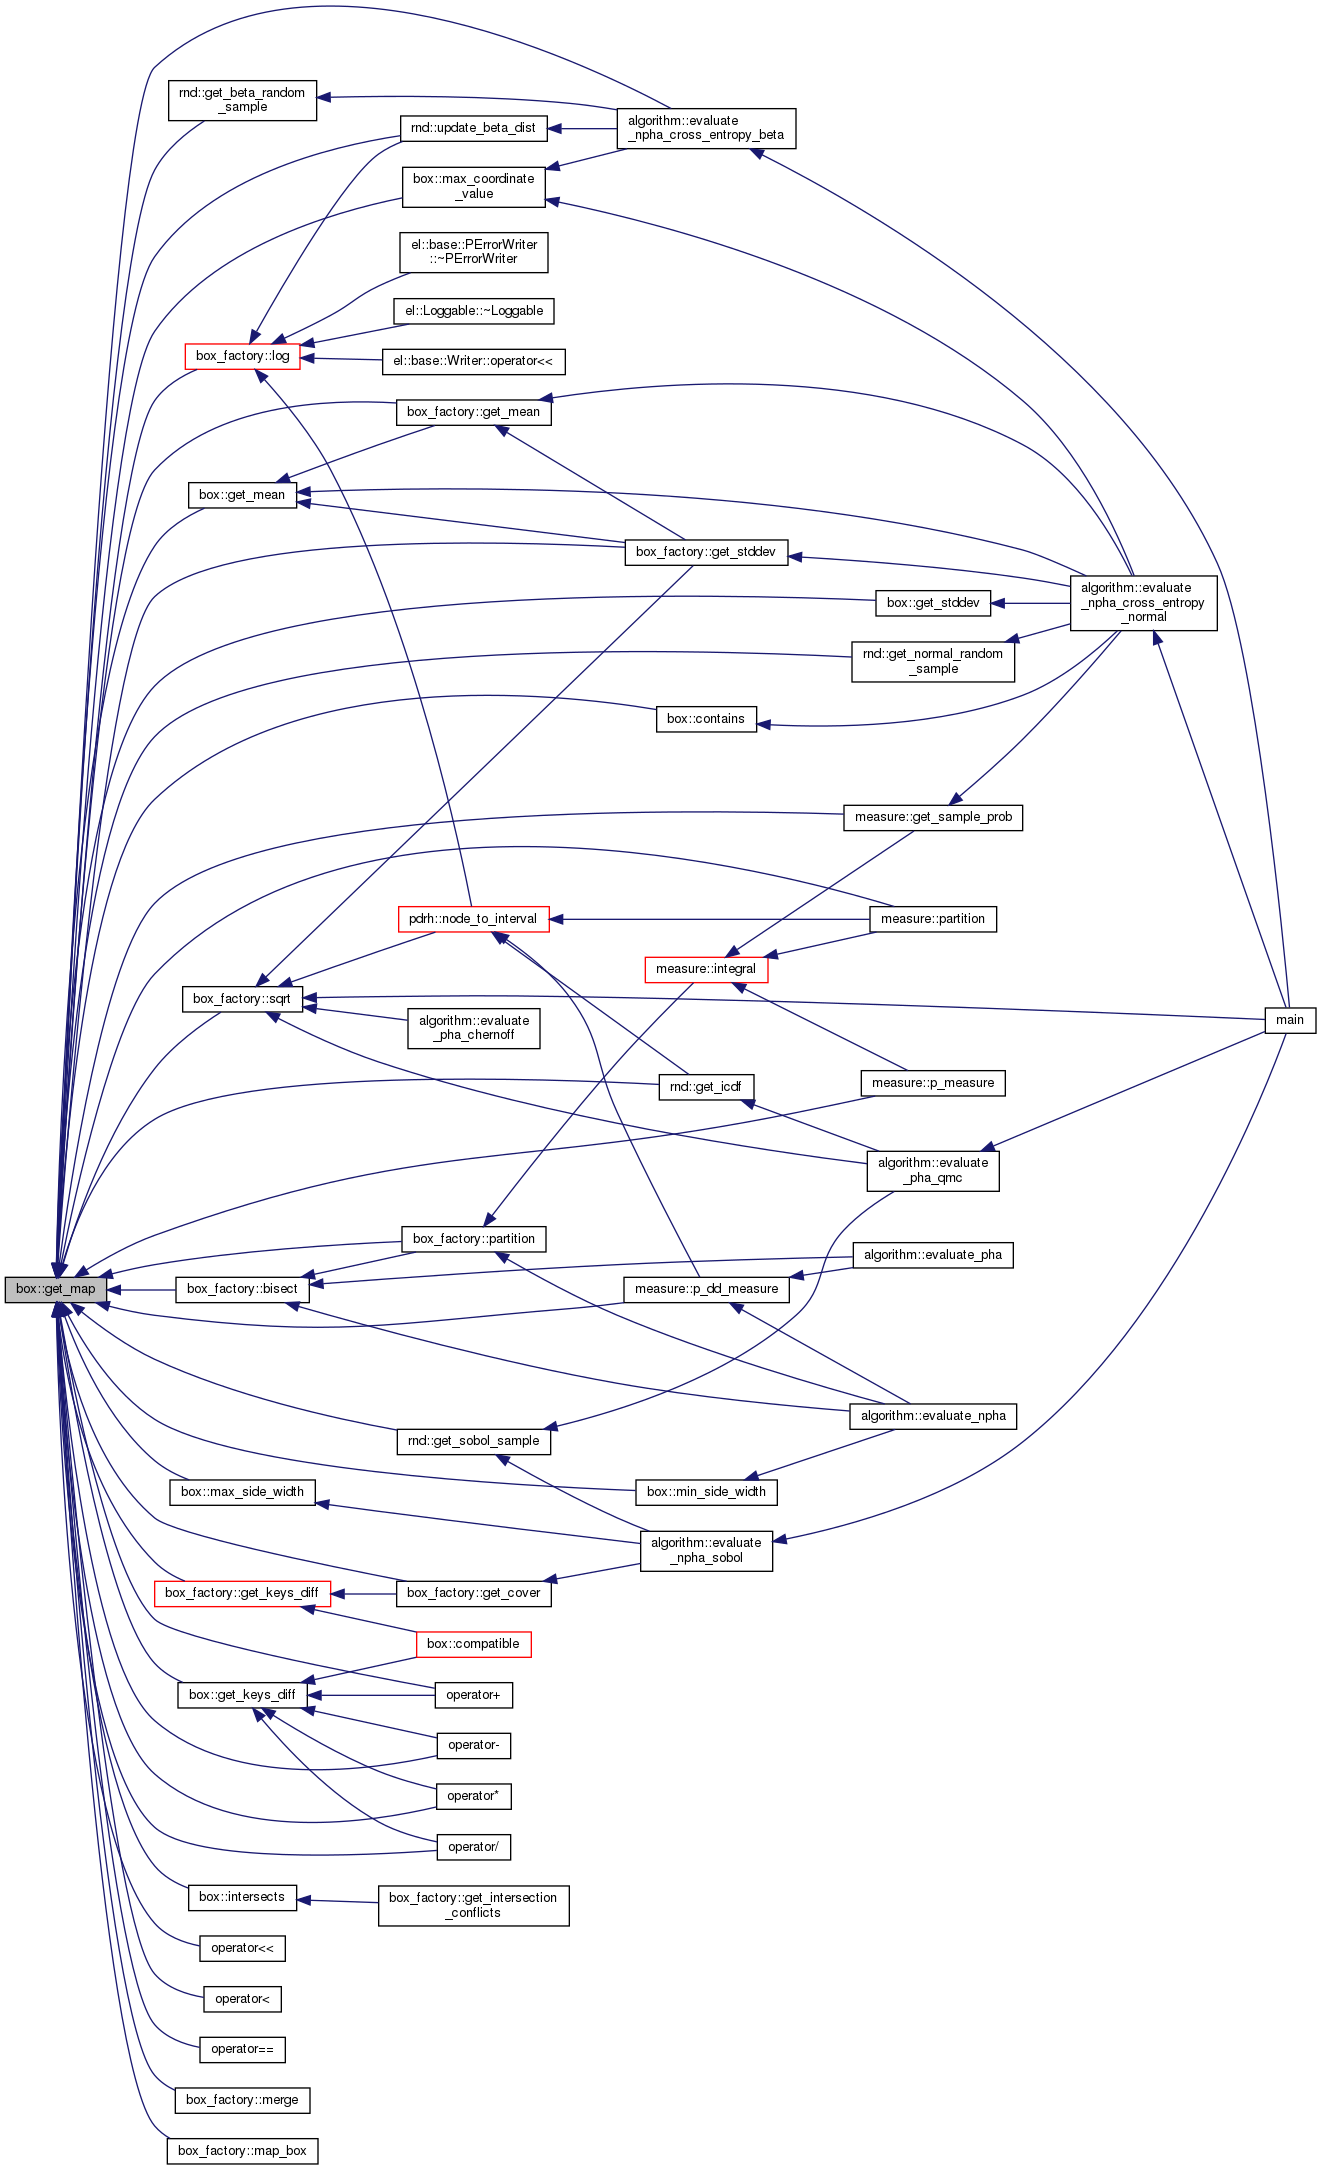 rnd::get_beta_random
_sample
algorithm::evaluate
_npha_cross_entropy_beta
rnd::update_beta_dist
box::max_coordinate
_value
el::base::PErrorWriter
::~PErrorWriter
el::Loggable::~Loggable
box_factory::log
el::base::Writer::operator<<
box_factory::get_mean
box::get_mean
box_factory::get_stddev
algorithm::evaluate
_npha_cross_entropy
_normal
box::get_stddev
rnd::get_normal_random
_sample
box::contains
measure::get_sample_prob
pdrh::node_to_interval
measure::partition
measure::integral
box_factory::sqrt
algorithm::evaluate
_pha_chernoff
main
rnd::get_icdf
measure::p_measure
algorithm::evaluate
_pha_qmc
box_factory::partition
algorithm::evaluate_pha
box::get_map
box_factory::bisect
measure::p_dd_measure
algorithm::evaluate_npha
rnd::get_sobol_sample
box::max_side_width
box::min_side_width
algorithm::evaluate
_npha_sobol
box_factory::get_keys_diff
box_factory::get_cover
box::compatible
box::get_keys_diff
operator+
operator-
operator*
operator/
box::intersects
box_factory::get_intersection
_conflicts
operator<<
operator<
operator==
box_factory::merge
box_factory::map_box